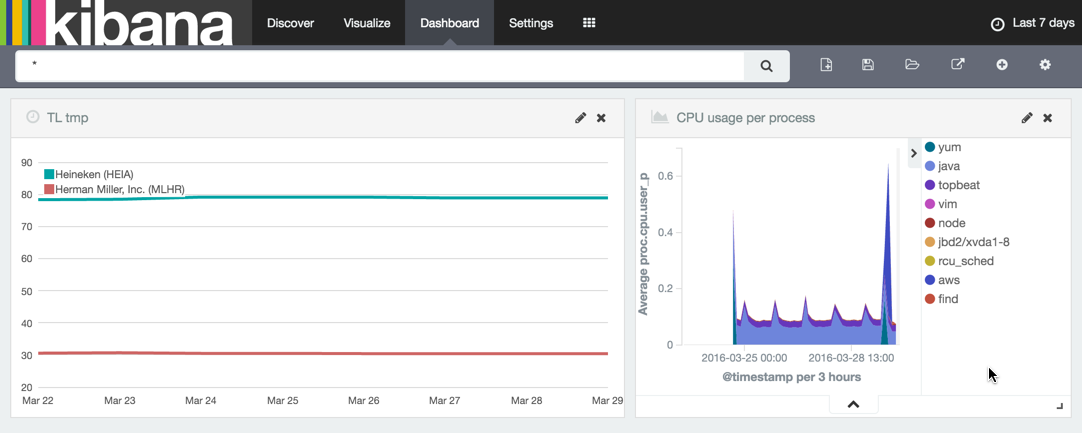 kibana
Discover Visualize Dashboard Settings Last 7 days
*
TL tmp
90
Heineken (HEIA)
80
Herman Miller, Inc. (MLHR)
70
60
50
40
30
20
Mar 22 Mar 23 Mar 24 Mar 25 Mar 26 Mar 27 Mar 28 Mar 29
CPU usage per process
Average proc.cpu.user_p
0.6
0.4
0.2
0
2016-03-25 00:00 2016-03-28 13:00
@timestamp per 3 hours
yum
java
topbeat
vim
node
jbd2/xvda1-8
rcu_sched
aws
find